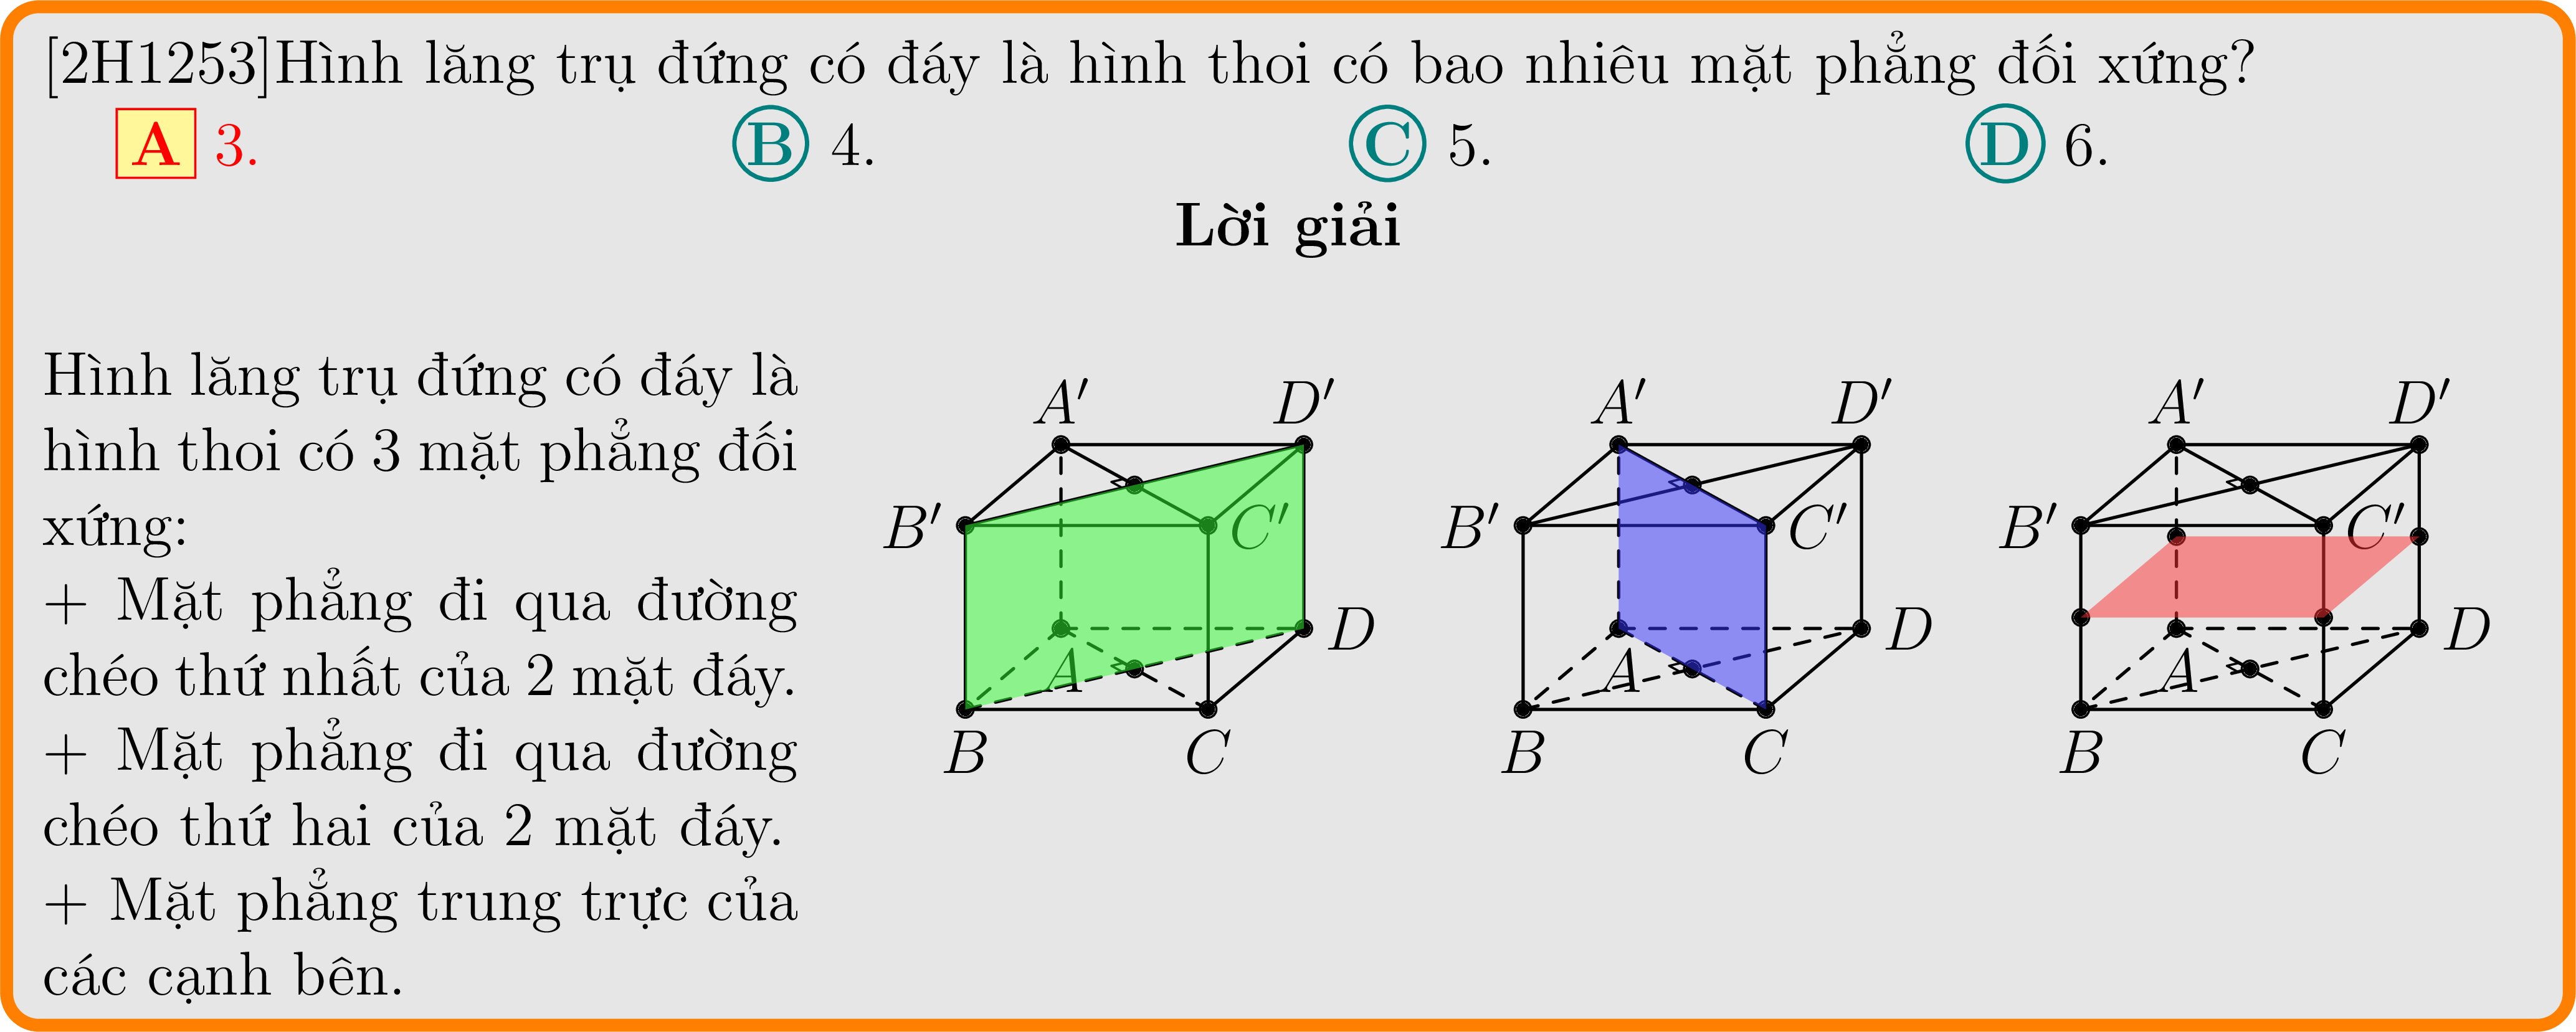 [2H1253]Hình lăng trụ đứng có đáy là hình thoi có bao nhiêu mặt phẳng đối xứng?
A 3. B 4. C 5. D 6.
Lời giải
Hình lăng trụ đứng có đáy là
hình thoi có 3 mặt phẳng đối
xứng:
+ Mặt phẳng đi qua đường
chéo thứ nhất của 2 mặt đáy.
+ Mặt phẳng đi qua đường
chéo thứ hai của 2 mặt đáy.
+ Mặt phẳng trung trực của
các cạnh bên.
A′ D′ A′ D′ A′ D′
B′ C′ B′ C′ B′ C′
A D A D A D
B C B C B C